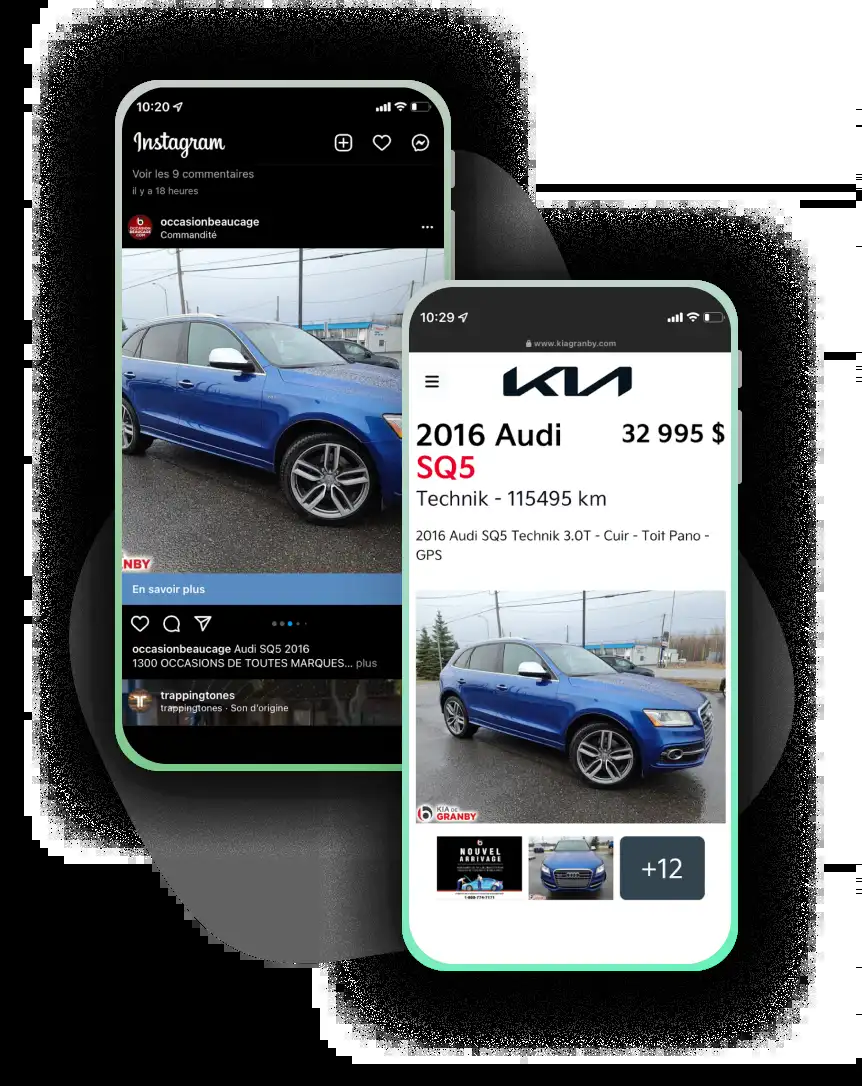 10:20
Instagram
Voir les 9 commentaires
il y a 18 heures
occasionbeaucage
Commandité
NBY
En savoir plus
occasionbeaucage Audi SQ5 2016
1300 OCCASIONS DE TOUTES MARQUES... plus
trappingtones
trappingtones · Son d'origine
10:29
www.kiagranby.com
KIA
2016 Audi
32 995 $
SQ5
Technik - 115495 km
2016 Audi SQ5 Technik 3.0T - Cuir - Toit Pano -
GPS
KIA DE
GRANBY
NOUVEL
ARRIVAGE
+12